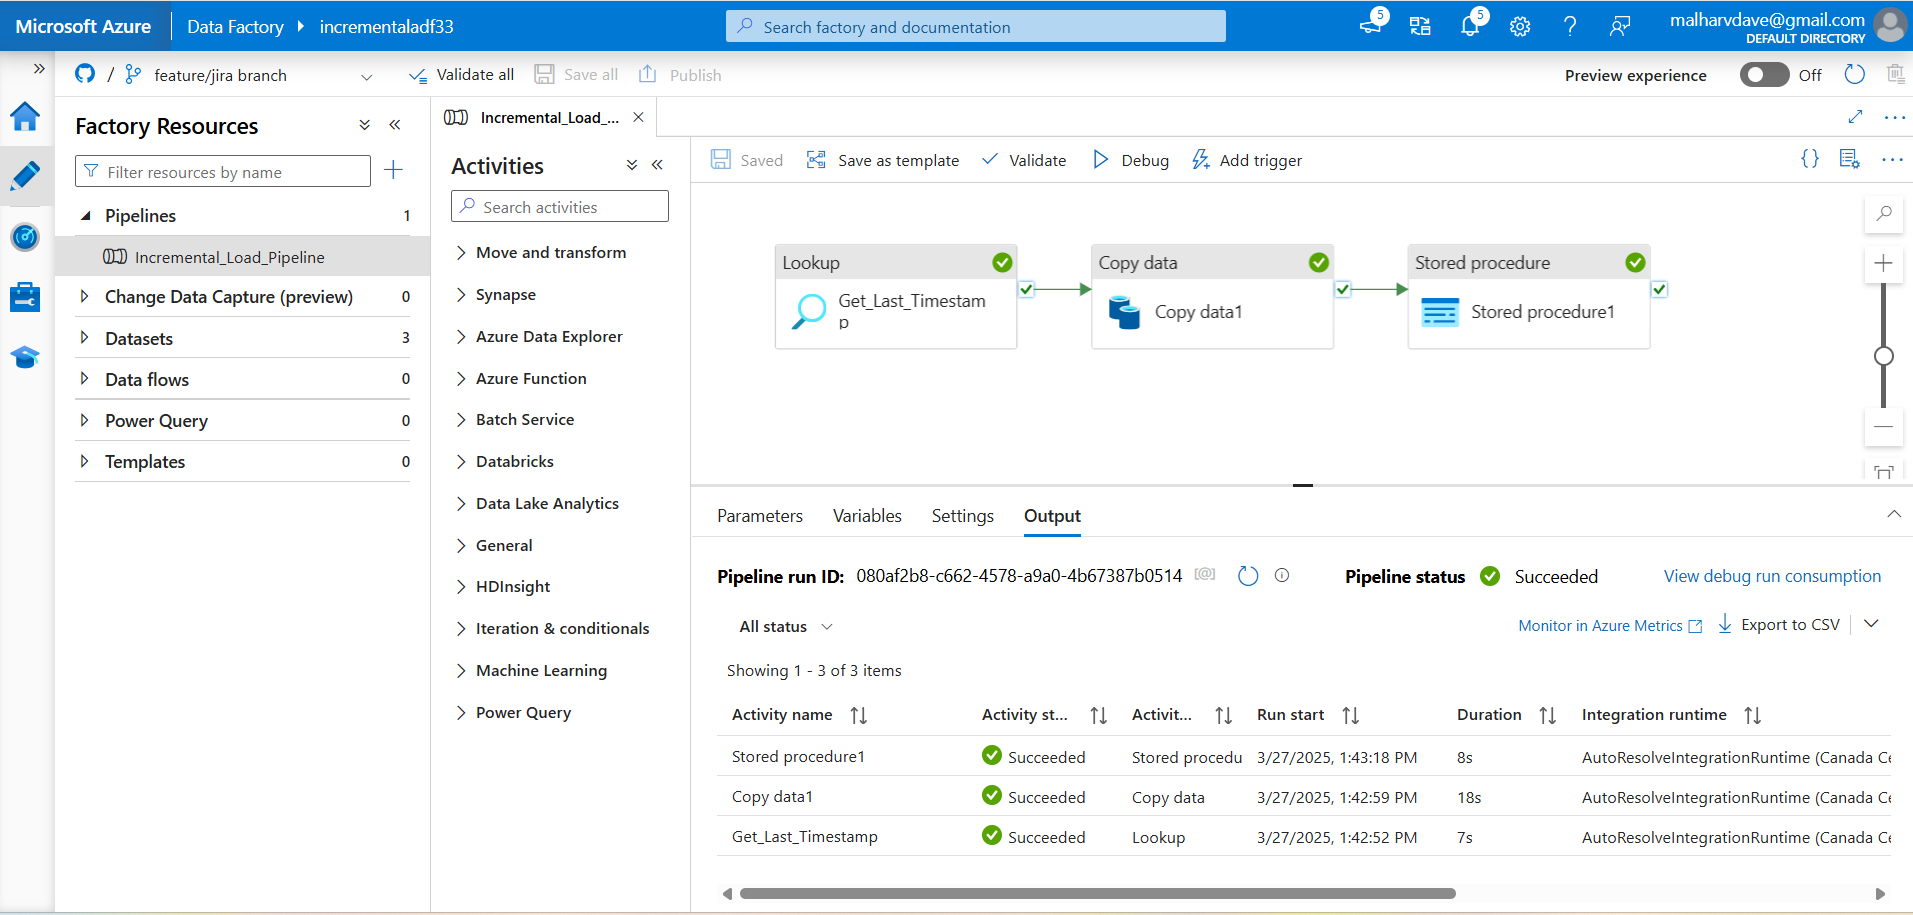 Microsoft Azure
Data Factory
incrementaladf33
Search factory and documentation
5
5
malharvdave@gmail.com
DEFAULT DIRECTORY
/ feature/jira branch
Validate all
Save all
Publish
Preview experience
Off
Factory Resources
Filter resources by name
Pipelines 1
Incremental_Load_Pipeline
Change Data Capture (preview) 0
Datasets 3
Data flows 0
Power Query 0
Templates 0
Incremental_Load_...
Activities
Search activities
Move and transform
Synapse
Azure Data Explorer
Azure Function
Batch Service
Databricks
Data Lake Analytics
General
HDInsight
Iteration & conditionals
Machine Learning
Power Query
Saved
Save as template
Validate
Debug
Add trigger
{}
Lookup
Get_Last_Timestam
p
Copy data
Copy data1
Stored procedure
Stored procedure1
Parameters Variables Settings Output
Pipeline run ID: 080af2b8-c662-4578-a9a0-4b67387b0514
Pipeline status Succeeded
View debug run consumption
All status
Monitor in Azure Metrics
Export to CSV
Showing 1 - 3 of 3 items
Activity name Activity st... Activit... Run start Duration Integration runtime
Stored procedure1 Succeeded Stored procedu 3/27/2025, 1:43:18 PM 8s AutoResolveIntegrationRuntime (Canada Ce
Copy data1 Succeeded Copy data 3/27/2025, 1:42:59 PM 18s AutoResolveIntegrationRuntime (Canada Ce
Get_Last_Timestamp Succeeded Lookup 3/27/2025, 1:42:52 PM 7s AutoResolveIntegrationRuntime (Canada Ce